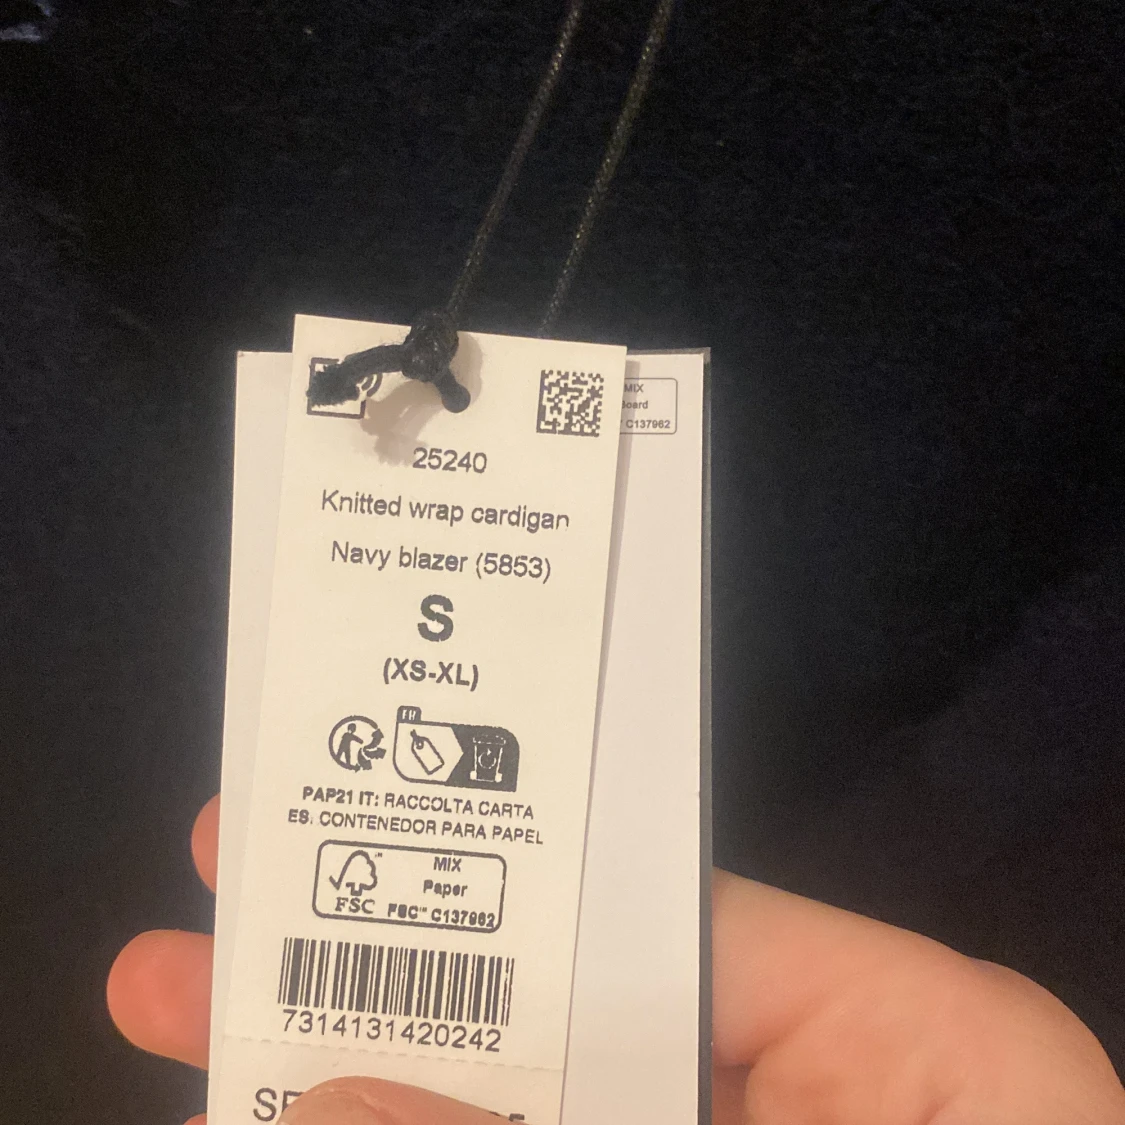 25240
Knitted wrap cardigan
Navy blazer (5853)
S
(XS-XL)
FR
PAP21 IT: RACCOLTA CARTA
ES. CONTENEDOR PARA PAPEL
MIX
Paper
FSC FSC™ C137962
7314131420242
MIX
Board
C137962